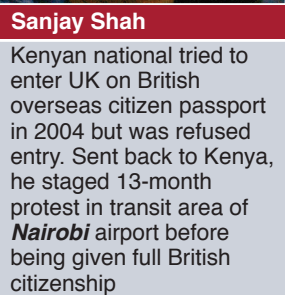 Sanjay Shah
Kenyan national tried to
enter UK on British
overseas citizen passport
in 2004 but was refused
entry. Sent back to Kenya,
he staged 13-month
protest in transit area of
Nairobi airport before
being given full British
citizenship